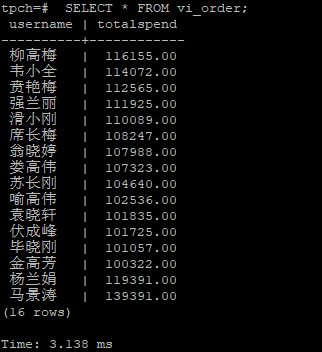 tpch=#  SELECT * FROM vi_order;
 username | totalspend
----------+------------
 柳高梅   |  116155.00
 韦小全   |  114072.00
 贲艳梅   |  112565.00
 强兰丽   |  111925.00
 滑小刚   |  110089.00
 席长梅   |  108247.00
 翁晓婷   |  107988.00
 娄高伟   |  107323.00
 苏长刚   |  104640.00
 喻高伟   |  102536.00
 袁晓轩   |  101835.00
 伏成峰   |  101725.00
 毕晓刚   |  101057.00
 金高芳   |  100322.00
 杨兰娟   |  119391.00
 马景涛   |  139391.00
(16 rows)
Time: 3.138 ms